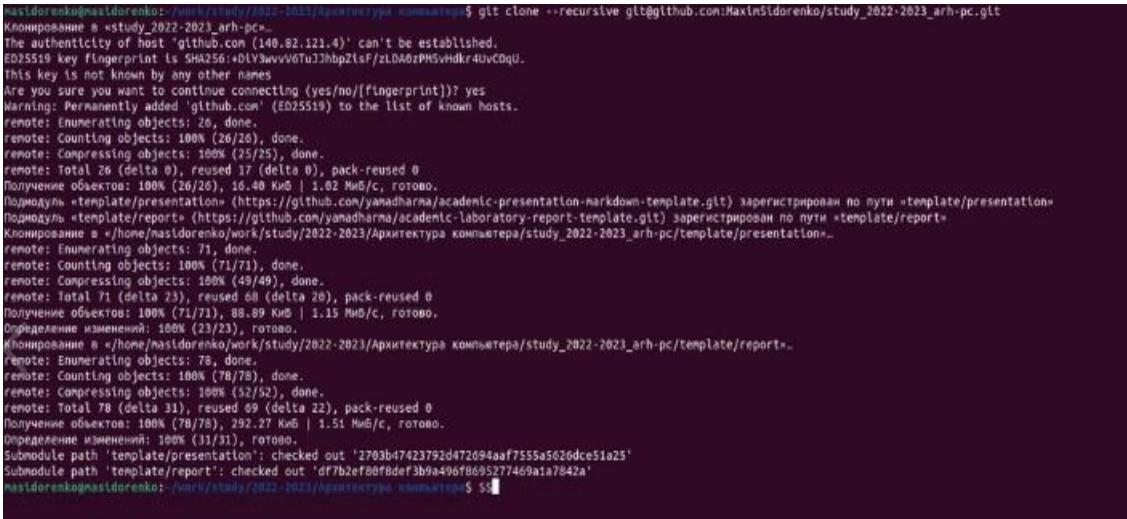 masidorenko@masidorenko:~/work/study/2022-2023/Архитектура компьютера$ git clone --recursive git@github.com:MaximSidorenko/study_2022-2023_arh-pc.git
Клонирование в «study_2022-2023_arh-pc»…
The authenticity of host 'github.com (140.82.121.4)' can't be established.
ED25519 key fingerprint is SHA256:+DiY3wvvV6TuJJhbpZisF/zLDA0zPMSvHdkr4UvCOqU.
This key is not known by any other names
Are you sure you want to continue connecting (yes/no/[fingerprint])? yes
Warning: Permanently added 'github.com' (ED25519) to the list of known hosts.
remote: Enumerating objects: 26, done.
remote: Counting objects: 100% (26/26), done.
remote: Compressing objects: 100% (25/25), done.
remote: Total 26 (delta 0), reused 17 (delta 0), pack-reused 0
Получение объектов: 100% (26/26), 16.40 КиБ | 1.02 МиБ/с, готово.
Подмодуль «template/presentation» (https://github.com/yamadharma/academic-presentation-markdown-template.git) зарегистрирован по пути «template/presentation»
Подмодуль «template/report» (https://github.com/yamadharma/academic-laboratory-report-template.git) зарегистрирован по пути «template/report»
Клонирование в «/home/masidorenko/work/study/2022-2023/Архитектура компьютера/study_2022-2023_arh-pc/template/presentation»…
remote: Enumerating objects: 71, done.
remote: Counting objects: 100% (71/71), done.
remote: Compressing objects: 100% (49/49), done.
remote: Total 71 (delta 23), reused 68 (delta 20), pack-reused 0
Получение объектов: 100% (71/71), 88.89 КиБ | 1.15 МиБ/с, готово.
Определение изменений: 100% (23/23), готово.
Клонирование в «/home/masidorenko/work/study/2022-2023/Архитектура компьютера/study_2022-2023_arh-pc/template/report»…
remote: Enumerating objects: 78, done.
remote: Counting objects: 100% (78/78), done.
remote: Compressing objects: 100% (52/52), done.
remote: Total 78 (delta 31), reused 69 (delta 22), pack-reused 0
Получение объектов: 100% (78/78), 292.27 КиБ | 1.51 МиБ/с, готово.
Определение изменений: 100% (31/31), готово.
Submodule path 'template/presentation': checked out '2703b47423792d472694aaf7555a5626dce51a25'
Submodule path 'template/report': checked out 'df7b2ef80f8def3b9a496f8695277469a1a7842a'
masidorenko@masidorenko:~/work/study/2022-2023/Архитектура компьютера$ $$